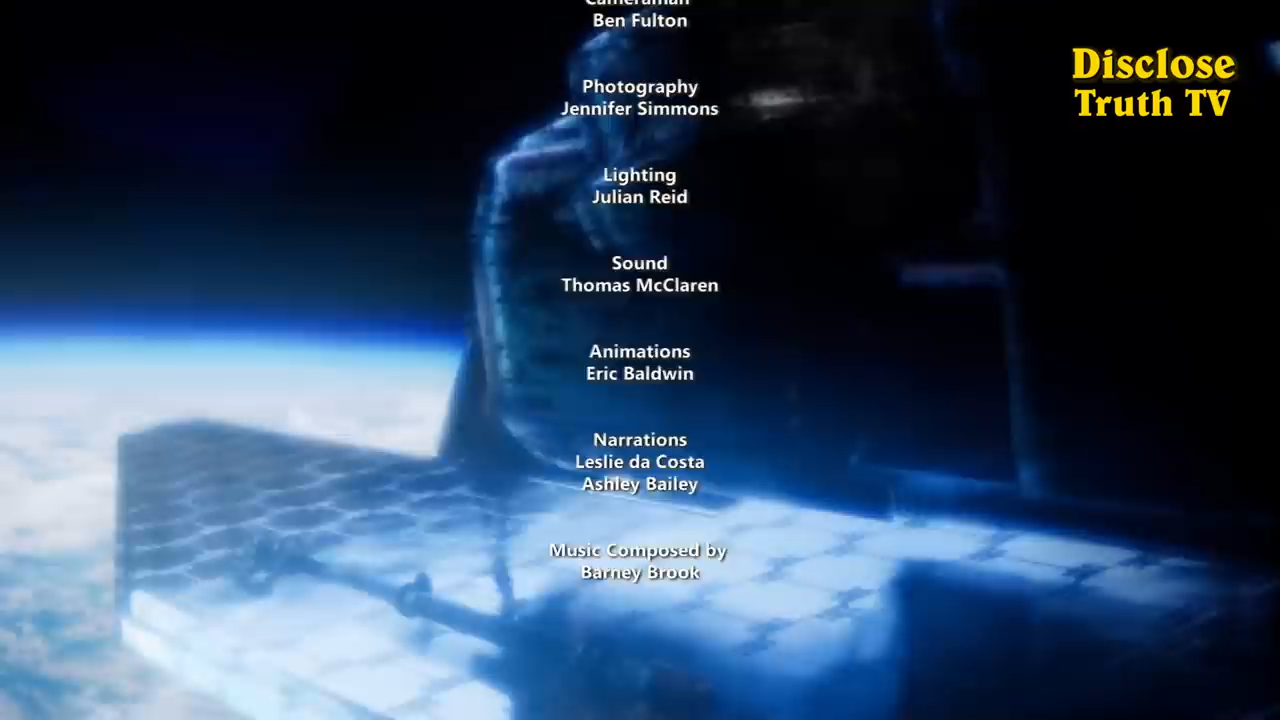 Cameraman
Ben Fulton
Disclose
Truth TV
Photography
Jennifer Simmons
Lighting
Julian Reid
Sound
Thomas McClaren
Animations
Eric Baldwin
Narrations
Leslie da Costa
Ashley Bailey
Music Composed by
Barney Brook